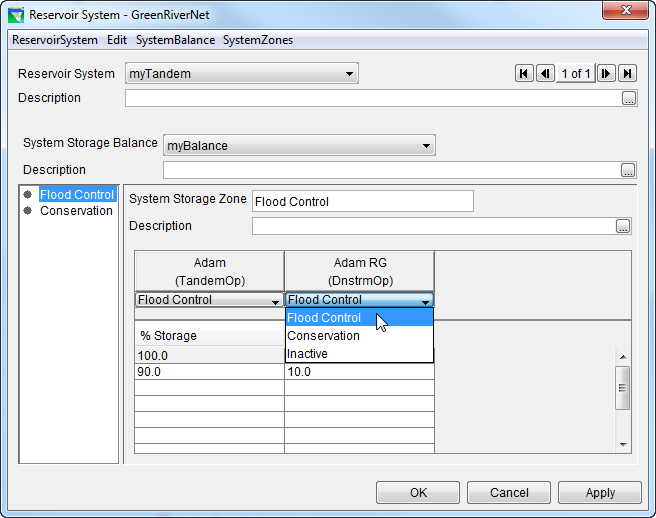 Reservoir System - GreenRiverNet
ReservoirSystem Edit SystemBalance SystemZones
Reservoir System myTandem 1 of 1
Description ...
System Storage Balance myBalance
Description ...
Flood Control
Conservation
System Storage Zone Flood Control
Description ...
Adam Adam RG
(TandemOp) (DnstrmOp)
Flood Control Flood Control
Flood Control
% Storage Conservation
100.0 Inactive
90.0 10.0
OK Cancel Apply